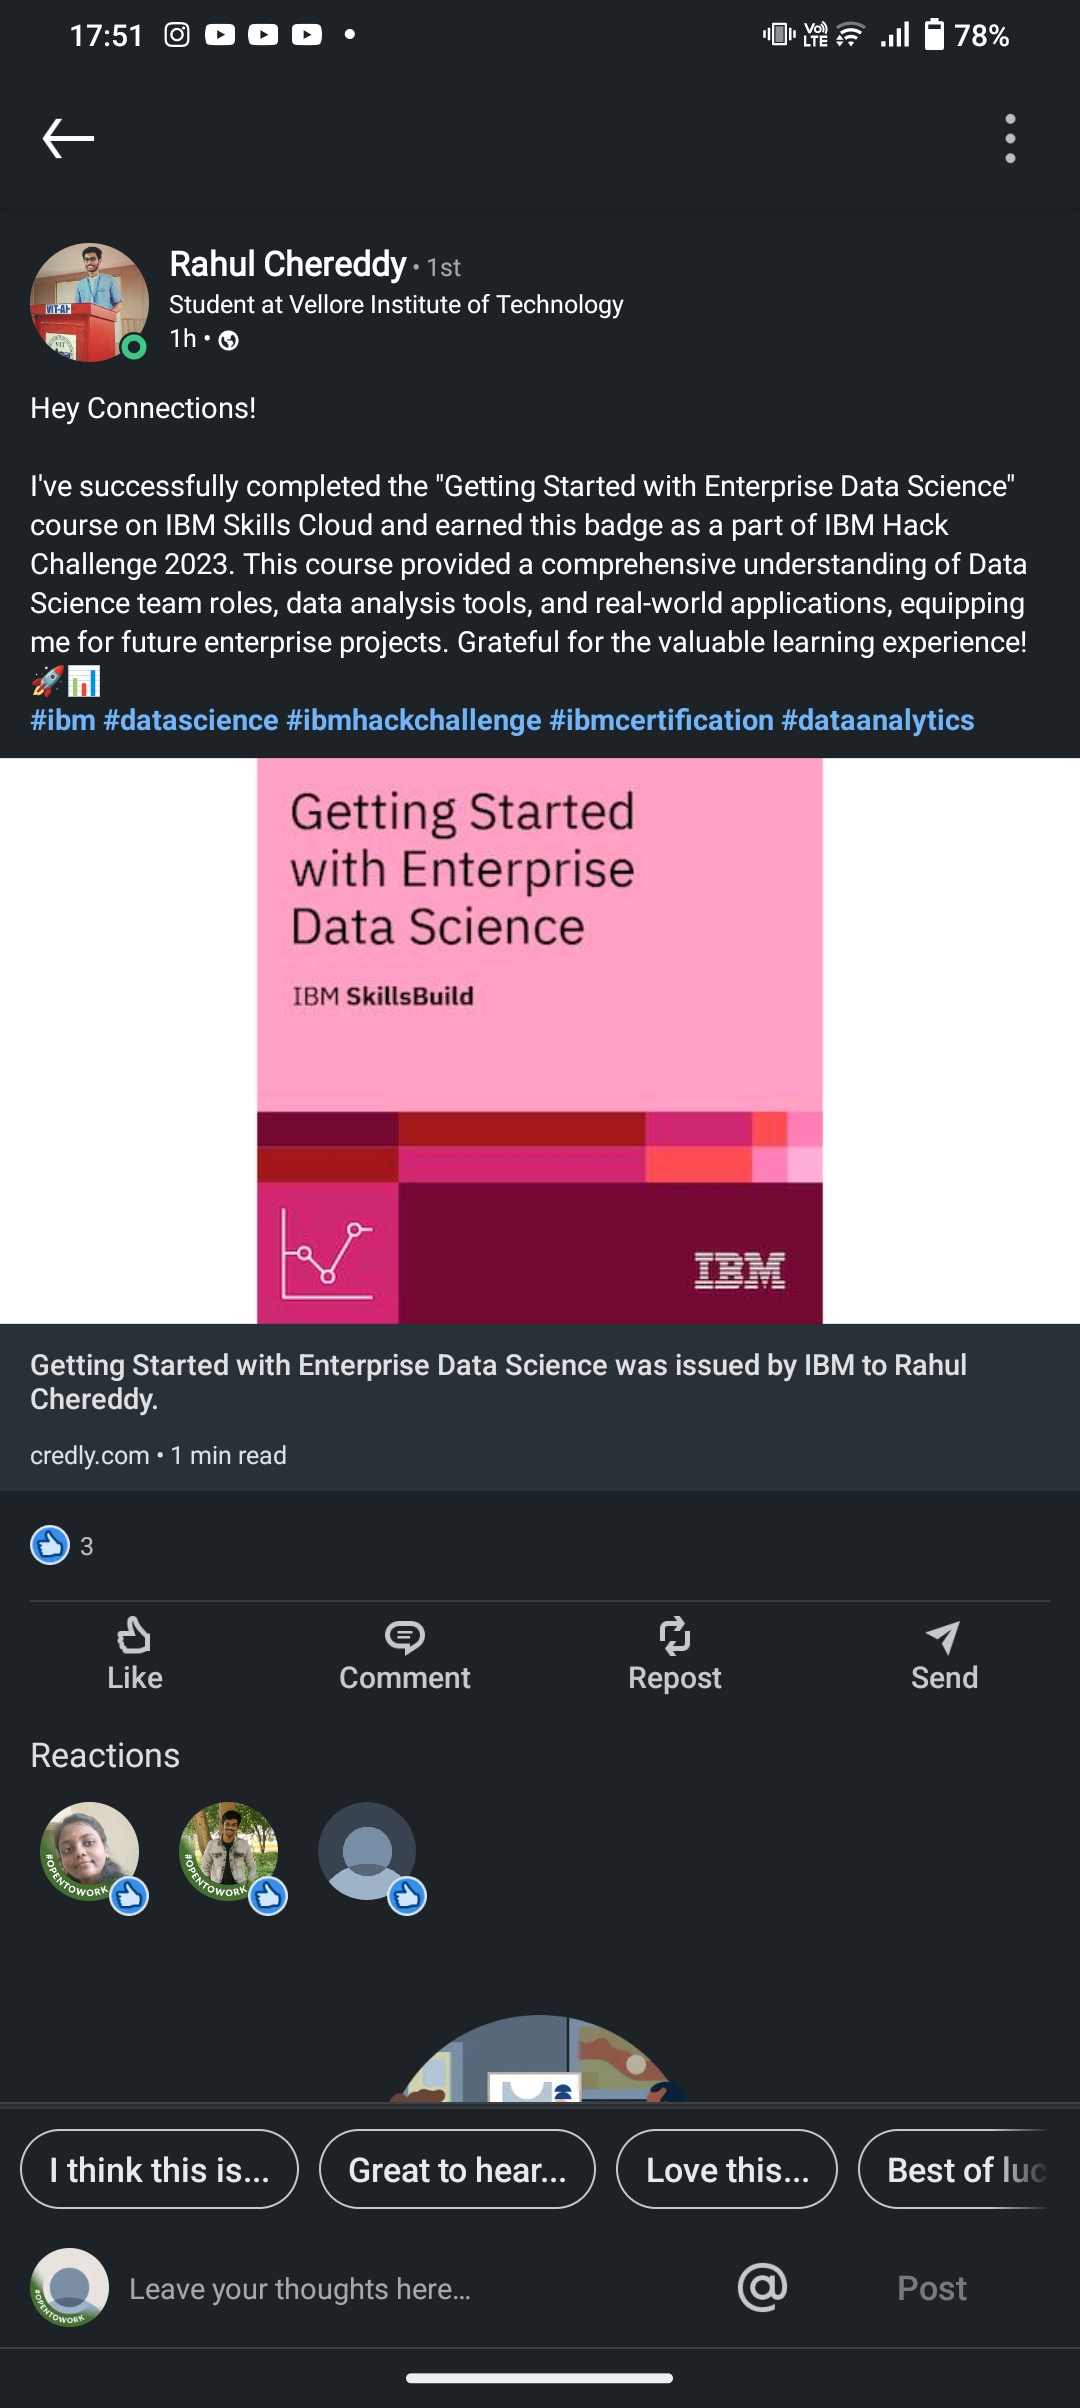 17:51 Vo)) LTE 78%
Rahul Chereddy • 1st
Student at Vellore Institute of Technology
1h •
VIT-AP
VIT
Hey Connections!
I've successfully completed the "Getting Started with Enterprise Data Science"
course on IBM Skills Cloud and earned this badge as a part of IBM Hack
Challenge 2023. This course provided a comprehensive understanding of Data
Science team roles, data analysis tools, and real-world applications, equipping
me for future enterprise projects. Grateful for the valuable learning experience!
🚀📊
#ibm #datascience #ibmhackchallenge #ibmcertification #dataanalytics
Getting Started
with Enterprise
Data Science
IBM SkillsBuild
IBM
Getting Started with Enterprise Data Science was issued by IBM to Rahul
Chereddy.
credly.com • 1 min read
3
Like Comment Repost Send
Reactions
#OPENTOWORK #OPENTOWORK
I think this is... Great to hear... Love this... Best of luc
#OPENTOWORK
Leave your thoughts here... @ Post